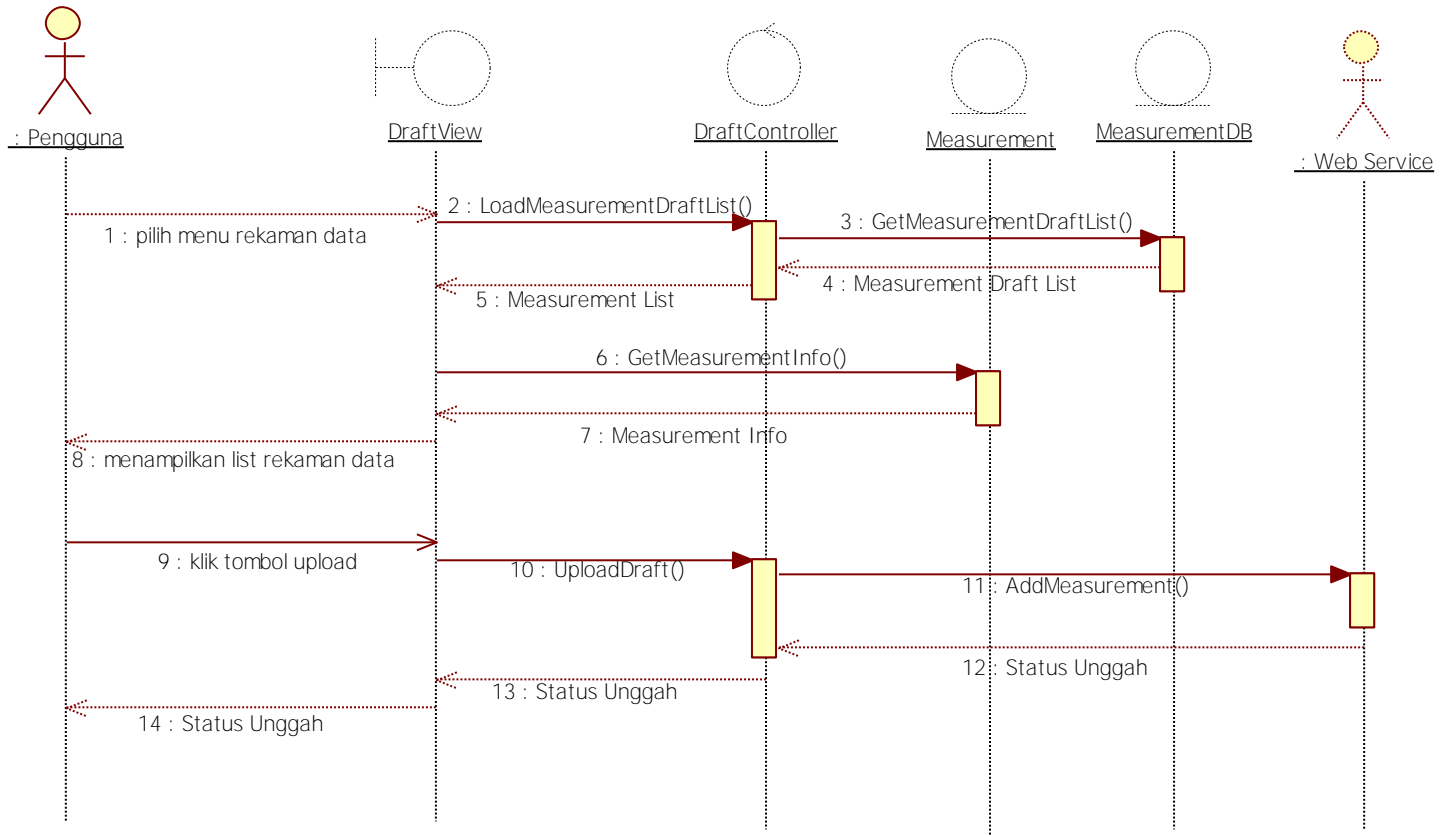 : Pengguna
DraftView
DraftController
Measurement
MeasurementDB
: Web Service
1 : pilih menu rekaman data
2 : LoadMeasurementDraftList()
3 : GetMeasurementDraftList()
4 : Measurement Draft List
5 : Measurement List
6 : GetMeasurementInfo()
7 : Measurement Info
8 : menampilkan list rekaman data
9 : klik tombol upload
10 : UploadDraft()
11 : AddMeasurement()
12 : Status Unggah
13 : Status Unggah
14 : Status Unggah